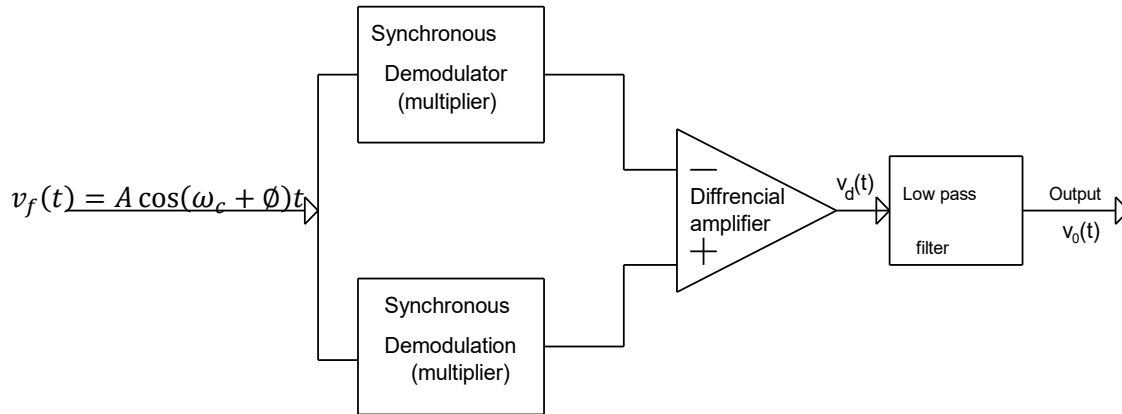 Synchronous
Demodulator
(multiplier)
v_f(t) = A cos(ω_c + ∅)t
−
Diffrencial
amplifier
+
v_d(t)
Low pass
filter
Output
v_0(t)
Synchronous
Demodulation
(multiplier)